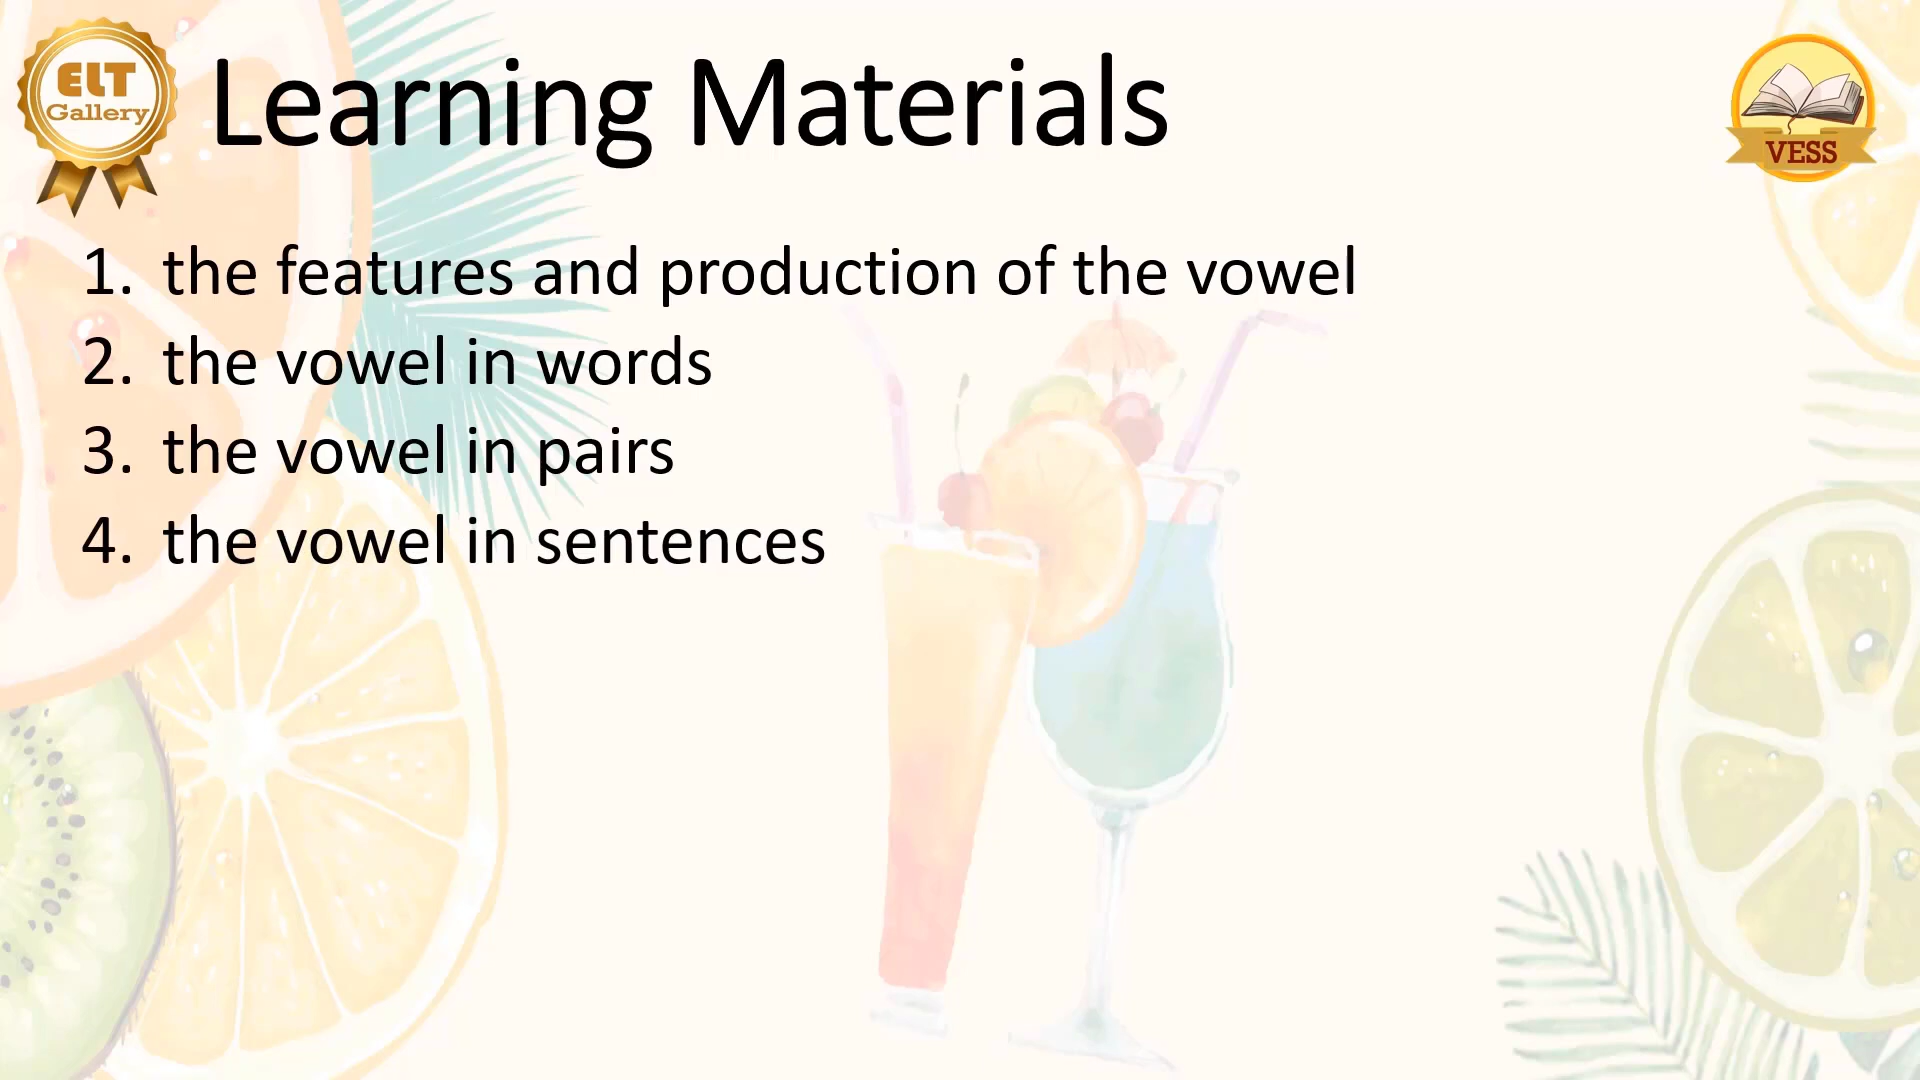 ELT
Gallery
Learning Materials
VESS
1. the features and production of the vowel
2. the vowel in words
3. the vowel in pairs
4. the vowel in sentences